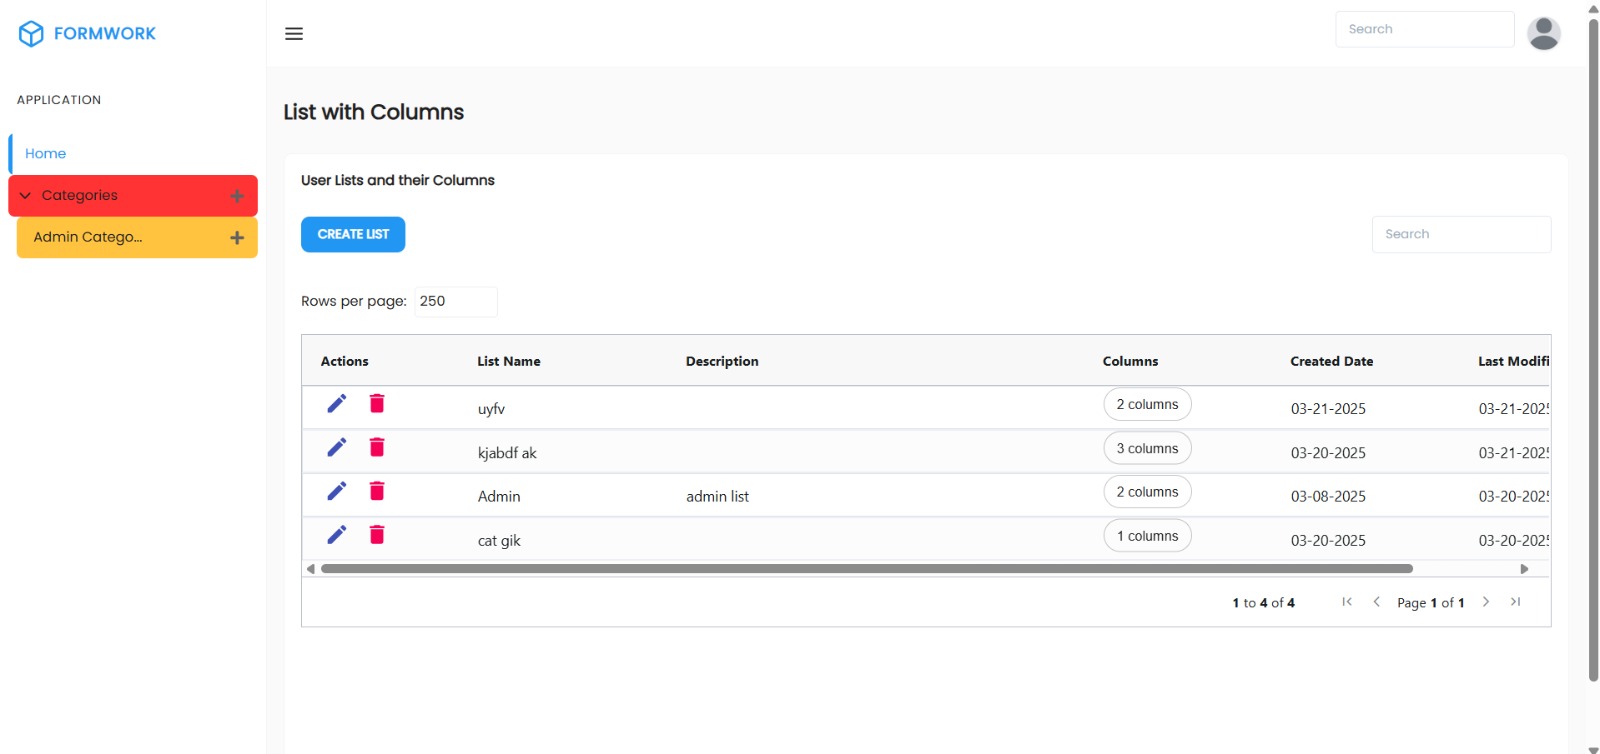 FORMWORK
Search
APPLICATION
List with Columns
Home
User Lists and their Columns
Categories
Admin Catego...
CREATE LIST
Search
Rows per page: 250
Actions List Name Description Columns Created Date Last Modifi
uyfv 2 columns 03-21-2025 03-21-202
kjabdf ak 3 columns 03-20-2025 03-21-202
Admin admin list 2 columns 03-08-2025 03-20-202
cat gik 1 columns 03-20-2025 03-20-202
1 to 4 of 4 Page 1 of 1